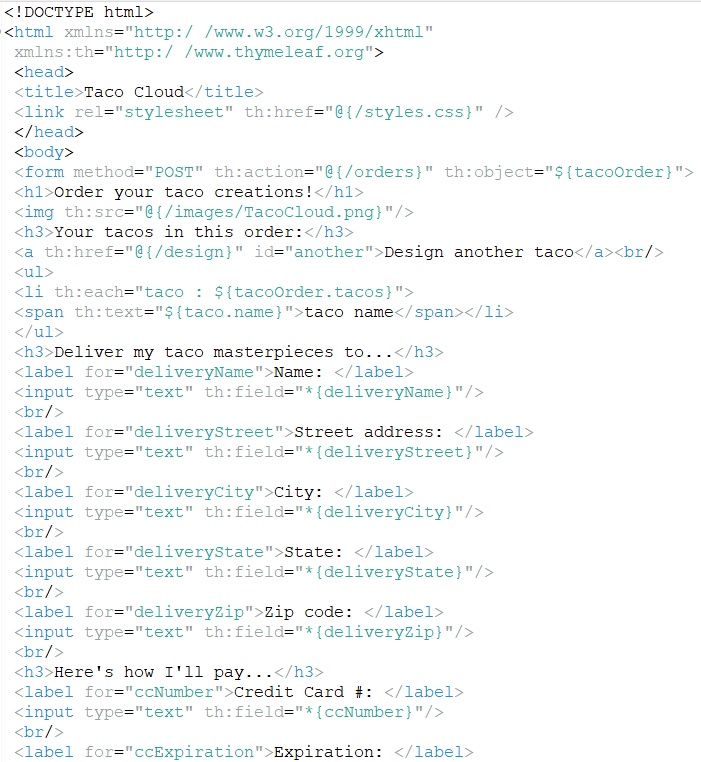 <!DOCTYPE html>
<html xmlns="http:/ /www.w3.org/1999/xhtml"
xmlns:th="http:/ /www.thymeleaf.org">
<head>
<title>Taco Cloud</title>
<link rel="stylesheet" th:href="@{/styles.css}" />
</head>
<body>
<form method="POST" th:action="@{/orders}" th:object="${tacoOrder}">
<h1>Order your taco creations!</h1>
<img th:src="@{/images/TacoCloud.png}"/>
<h3>Your tacos in this order:</h3>
<a th:href="@{/design}" id="another">Design another taco</a><br/>
<ul>
<li th:each="taco : ${tacoOrder.tacos}">
<span th:text="${taco.name}">taco name</span></li>
</ul>
<h3>Deliver my taco masterpieces to...</h3>
<label for="deliveryName">Name: </label>
<input type="text" th:field="*{deliveryName}"/>
<br/>
<label for="deliveryStreet">Street address: </label>
<input type="text" th:field="*{deliveryStreet}"/>
<br/>
<label for="deliveryCity">City: </label>
<input type="text" th:field="*{deliveryCity}"/>
<br/>
<label for="deliveryState">State: </label>
<input type="text" th:field="*{deliveryState}"/>
<br/>
<label for="deliveryZip">Zip code: </label>
<input type="text" th:field="*{deliveryZip}"/>
<br/>
<h3>Here's how I'll pay...</h3>
<label for="ccNumber">Credit Card #: </label>
<input type="text" th:field="*{ccNumber}"/>
<br/>
<label for="ccExpiration">Expiration: </label>